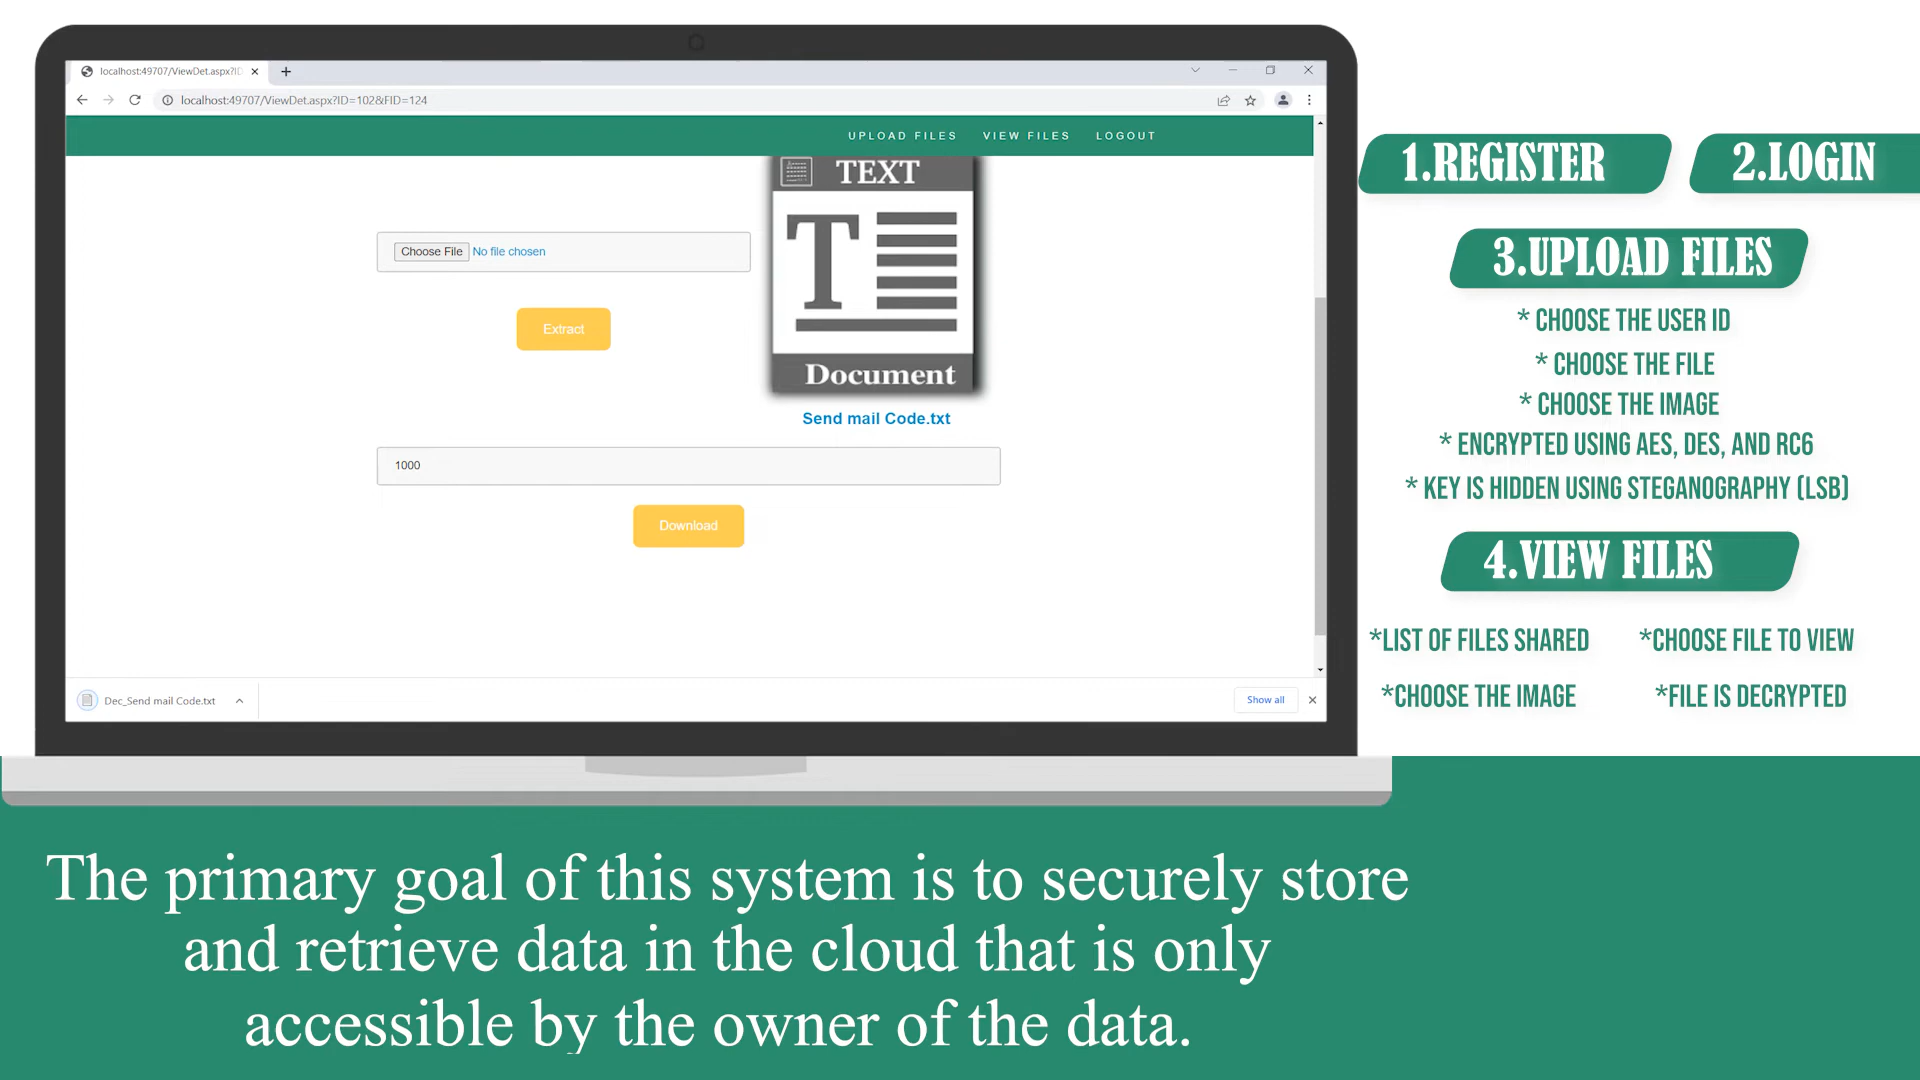 localhost:49707/ViewDet.aspx?ID
localhost:49707/ViewDet.aspx?ID=102&FID=124
UPLOAD FILES VIEW FILES LOGOUT
TEXT
T
Document
Send mail Code.txt
Choose File No file chosen
Extract
1000
Download
Dec_Send mail Code.txt
Show all
1.REGISTER
2.LOGIN
3.UPLOAD FILES
* CHOOSE THE USER ID
* CHOOSE THE FILE
* CHOOSE THE IMAGE
* ENCRYPTED USING AES, DES, AND RC6
* KEY IS HIDDEN USING STEGANOGRAPHY (LSB)
4.VIEW FILES
*LIST OF FILES SHARED
*CHOOSE FILE TO VIEW
*CHOOSE THE IMAGE
*FILE IS DECRYPTED
The primary goal of this system is to securely store
and retrieve data in the cloud that is only
accessible by the owner of the data.